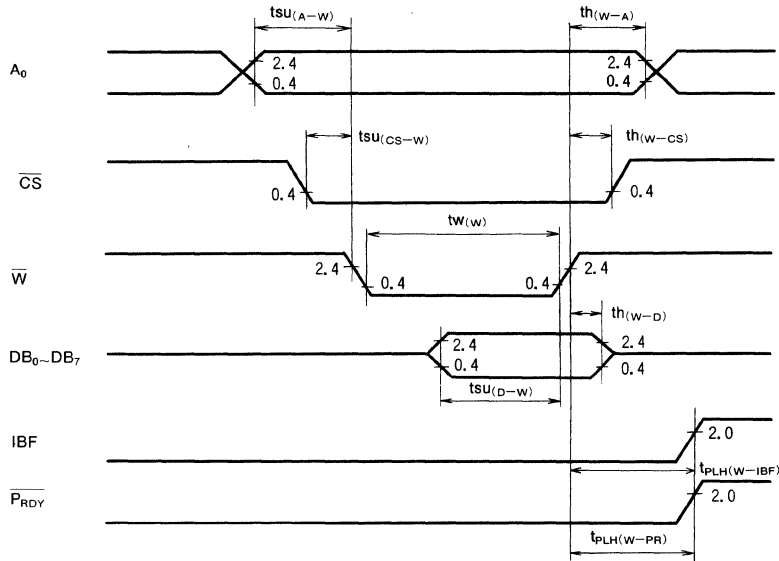 tsu(A−W) th(W−A)
A₀ 2.4 2.4
0.4 0.4
tsu(CS−W) th(W−CS)
C̅S̅ 0.4 0.4
tw(W)
W̅ 2.4 0.4 0.4 2.4
th(W−D)
DB₀~DB₇ 2.4 2.4
0.4 0.4
tsu(D−W)
IBF 2.0
tPLH(W−IBF)
P̅R̅D̅Y̅ 2.0
tPLH(W−PR)